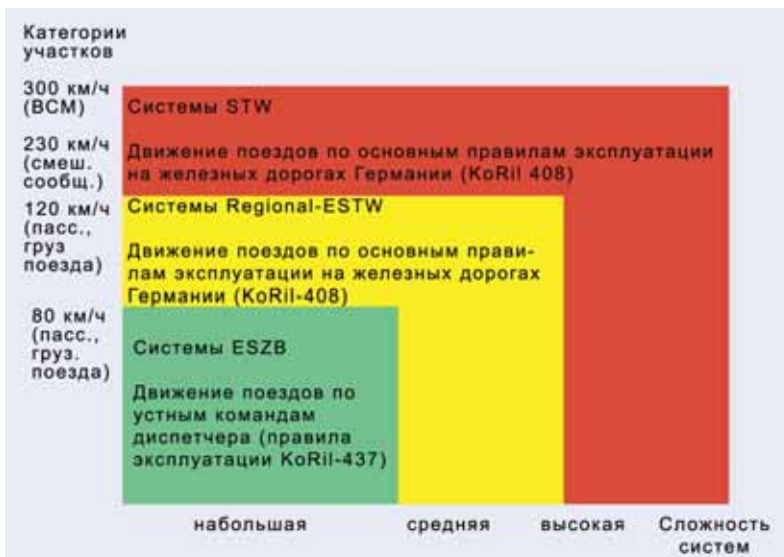 Категории
участков
300 км/ч
(ВСМ)
Системы STW
230 км/ч
(смеш.
сообщ.)
Движение поездов по основным правилам эксплуатации
на железных дорогах Германии (KoRil 408)
120 км/ч
(пасс.,
груз
поезда)
Системы Regional-ESTW
Движение поездов по основным прави-
лам эксплуатации на железных дорогах
Германии (KoRil-408)
80 км/ч
(пасс.,
груз.
поезда)
Системы ESZB
Движение поездов по
устным командам
диспетчера (правила
эксплуатации KoRil-437)
набольшая
средняя
высокая
Сложность
систем